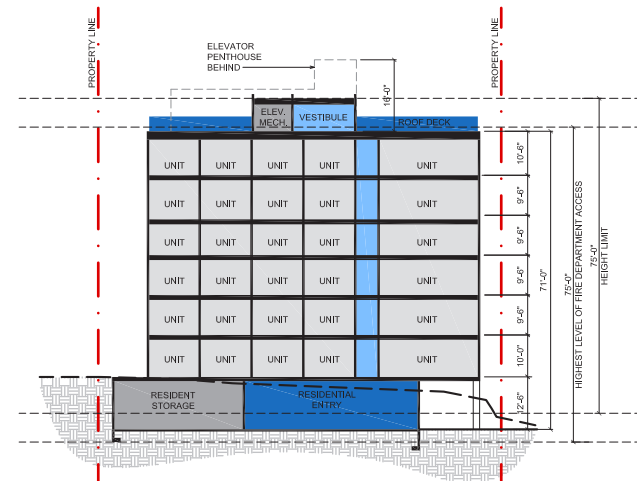 PROPERTY LINE
ELEVATOR
PENTHOUSE
BEHIND
PROPERTY LINE
16'-0"
ELEV.
MECH.
VESTIBULE
ROOF DECK
UNIT UNIT UNIT UNIT UNIT
10'-6"
UNIT UNIT UNIT UNIT UNIT
9'-6"
UNIT UNIT UNIT UNIT UNIT
9'-6"
UNIT UNIT UNIT UNIT UNIT
9'-6"
UNIT UNIT UNIT UNIT UNIT
9'-6"
UNIT UNIT UNIT UNIT UNIT
10'-0"
RESIDENT
STORAGE
RESIDENTIAL
ENTRY
12'-6"
71'-0"
75'-0"
HIGHEST LEVEL OF FIRE DEPARTMENT ACCESS
75'-0"
HEIGHT LIMIT